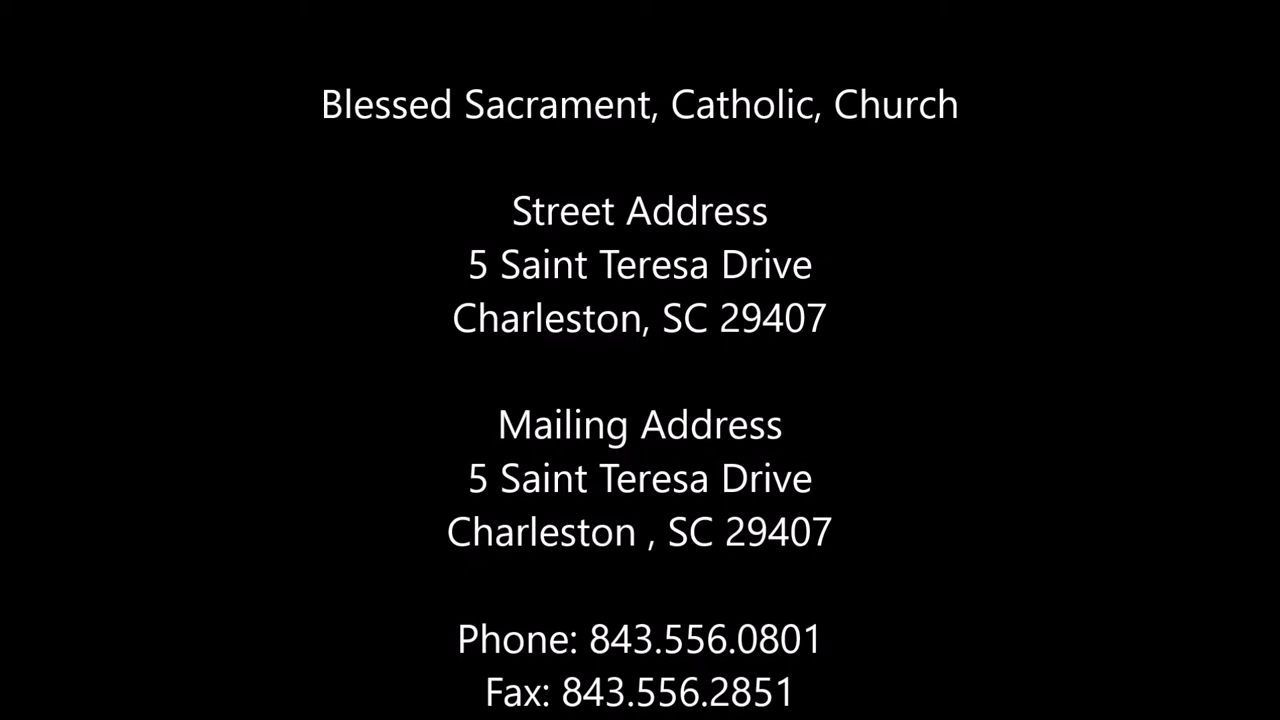 Blessed Sacrament, Catholic, Church
Street Address
5 Saint Teresa Drive
Charleston, SC 29407
Mailing Address
5 Saint Teresa Drive
Charleston , SC 29407
Phone: 843.556.0801
Fax: 843.556.2851